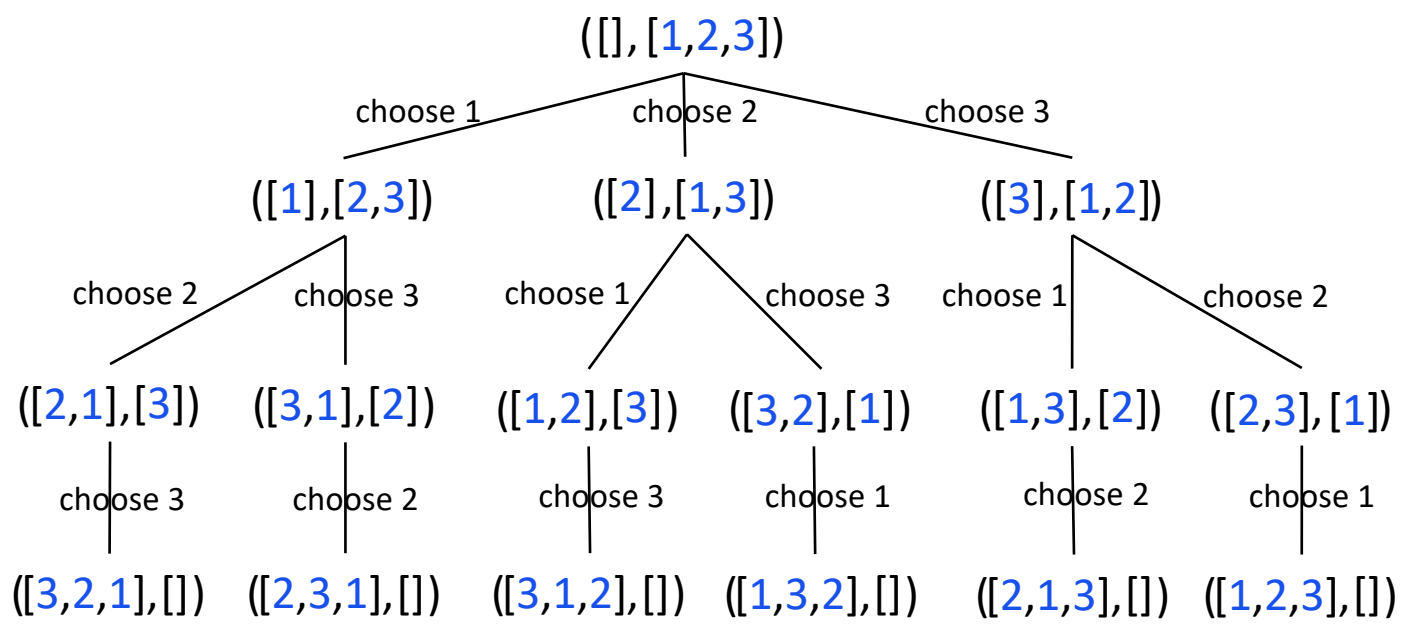 ([], [1,2,3])
choose 1 choose 2 choose 3
([1],[2,3]) ([2],[1,3]) ([3],[1,2])
choose 2 choose 3 choose 1 choose 3 choose 1 choose 2
([2,1],[3]) ([3,1],[2]) ([1,2],[3]) ([3,2],[1]) ([1,3],[2]) ([2,3],[1])
choose 3 choose 2 choose 3 choose 1 choose 2 choose 1
([3,2,1],[]) ([2,3,1],[]) ([3,1,2],[]) ([1,3,2],[]) ([2,1,3],[]) ([1,2,3],[])